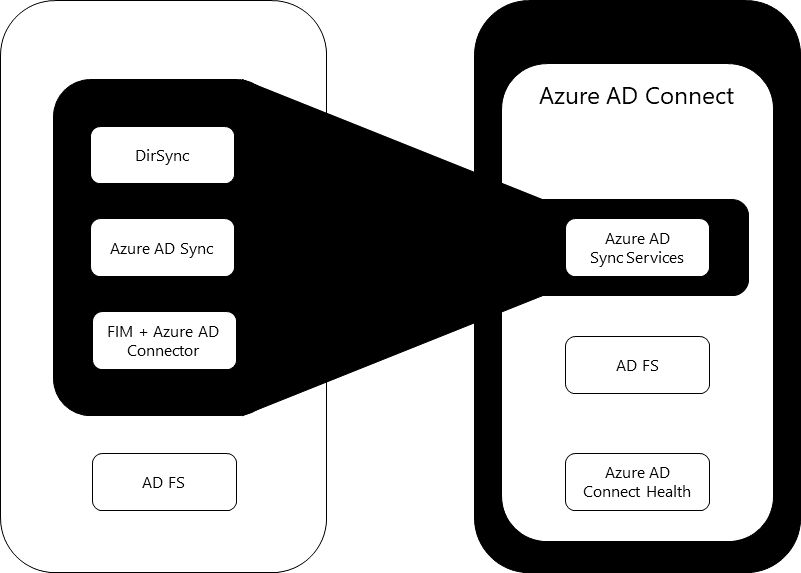 DirSync
Azure AD Sync
FIM + Azure AD
Connector
AD FS
Azure AD Connect
Azure AD
Sync Services
AD FS
Azure AD
Connect Health